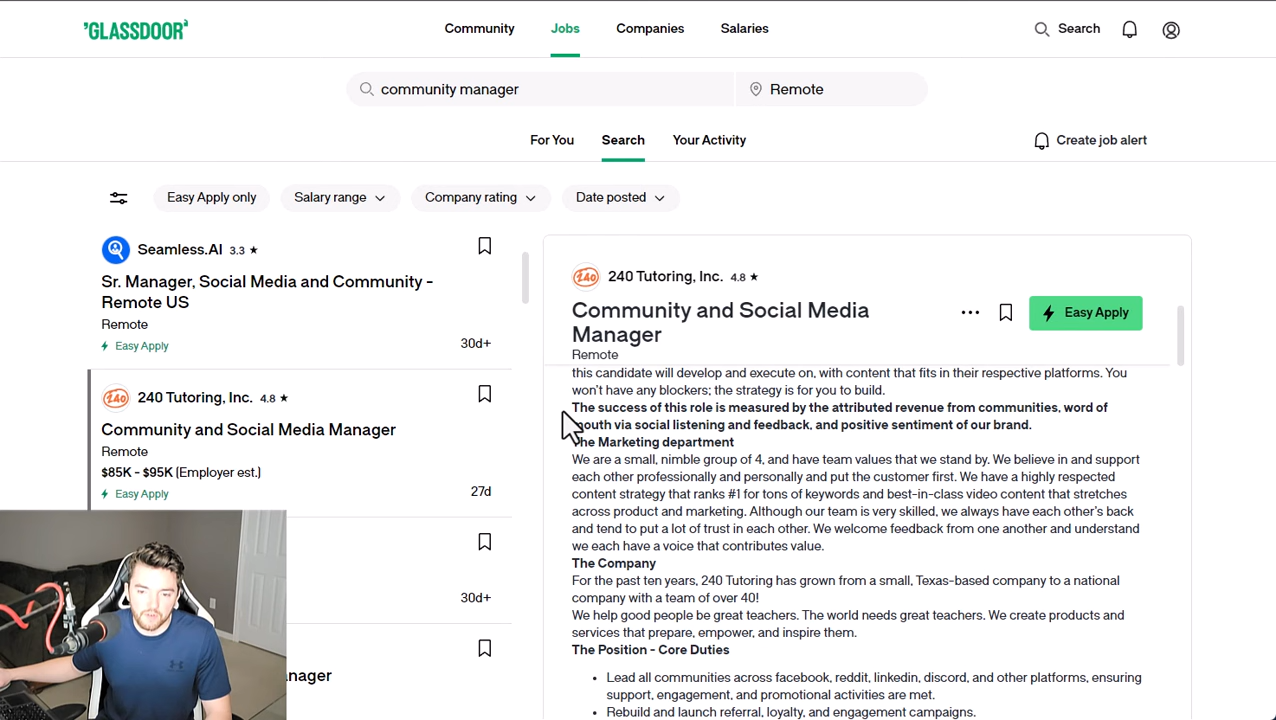 "GLASSDOOR"
Community
Jobs
Companies
Salaries
Search
community manager
Remote
For You
Search
Your Activity
Create job alert
Easy Apply only
Salary range
Company rating
Date posted
Seamless.AI 3.3 ★
Sr. Manager, Social Media and Community -
Remote US
Remote
Easy Apply
30d+
240
240 Tutoring, Inc. 4.8 ★
Community and Social Media Manager
Remote
$85K - $95K (Employer est.)
Easy Apply
27d
30d+
240
240 Tutoring, Inc. 4.8 ★
Community and Social Media
Manager
Remote
Easy Apply
this candidate will develop and execute on, with content that fits in their respective platforms. You
won't have any blockers; the strategy is for you to build.
The success of this role is measured by the attributed revenue from communities, word of
mouth via social listening and feedback, and positive sentiment of our brand.
The Marketing department
We are a small, nimble group of 4, and have team values that we stand by. We believe in and support
each other professionally and personally and put the customer first. We have a highly respected
content strategy that ranks #1 for tons of keywords and best-in-class video content that stretches
across product and marketing. Although our team is very skilled, we always have each other's back
and tend to put a lot of trust in each other. We welcome feedback from one another and understand
we each have a voice that contributes value.
The Company
For the past ten years, 240 Tutoring has grown from a small, Texas-based company to a national
company with a team of over 40!
We help good people be great teachers. The world needs great teachers. We create products and
services that prepare, empower, and inspire them.
The Position - Core Duties
• Lead all communities across facebook, reddit, linkedin, discord, and other platforms, ensuring
support, engagement, and promotional activities are met.
• Rebuild and launch referral, loyalty, and engagement campaigns.